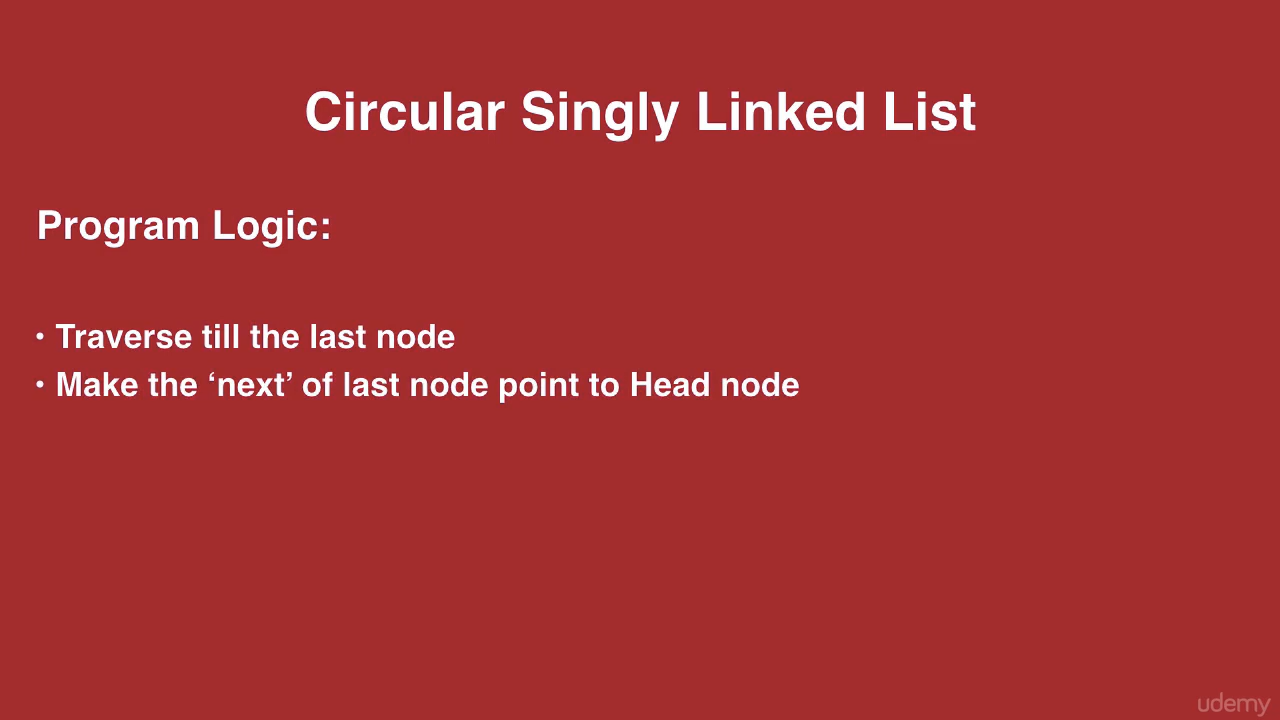 Circular Singly Linked List
Program Logic:
• Traverse till the last node
• Make the ‘next’ of last node point to Head node
udemy